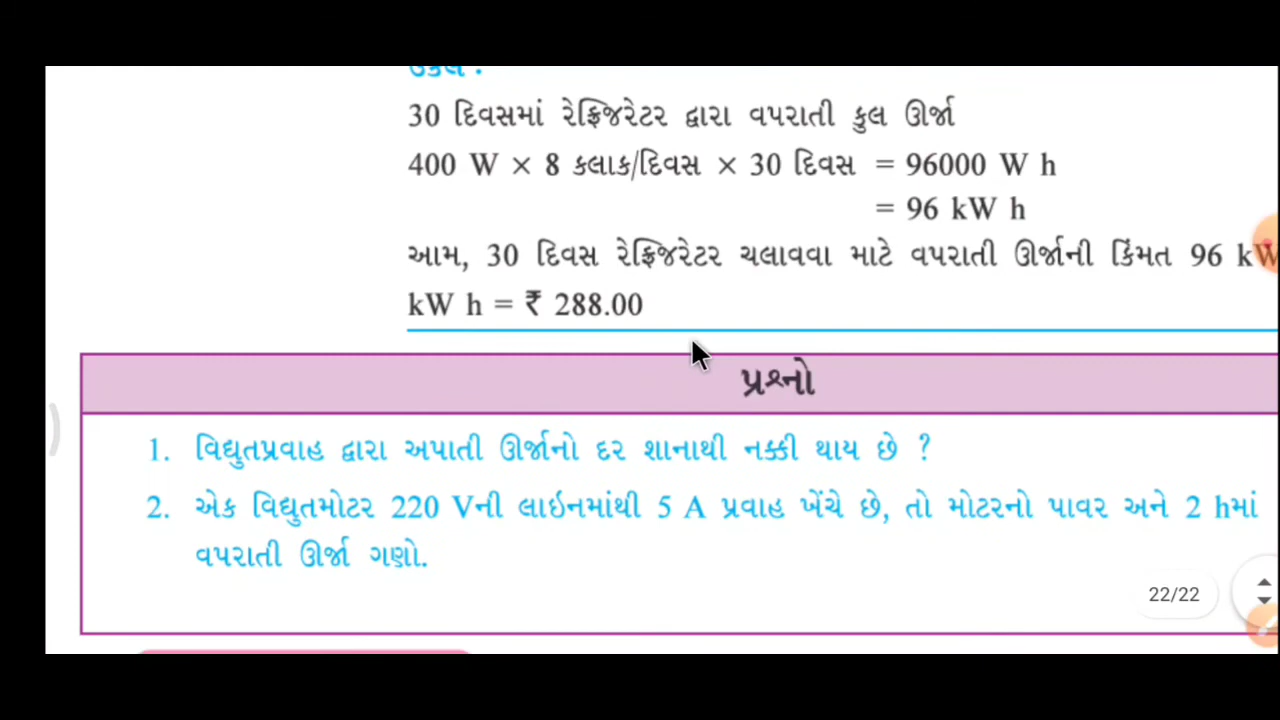 ઉકેલ :
30 દિવસમાં રેફ્રિજરેટર દ્વારા વપરાતી કુલ ઊર્જા
400 W × 8 કલાક/દિવસ × 30 દિવસ = 96000 W h
= 96 kW h
આમ, 30 દિવસ રેફ્રિજરેટર ચલાવવા માટે વપરાતી ઊર્જાની કિંમત 96 kW
kW h = ₹ 288.00
પ્રશ્નો
1. વિદ્યુતપ્રવાહ દ્વારા અપાતી ઊર્જાનો દર શાનાથી નક્કી થાય છે ?
2. એક વિદ્યુતમોટર 220 Vની લાઇનમાંથી 5 A પ્રવાહ ખેંચે છે, તો મોટરનો પાવર અને 2 hમાં
વપરાતી ઊર્જા ગણો.
22/22